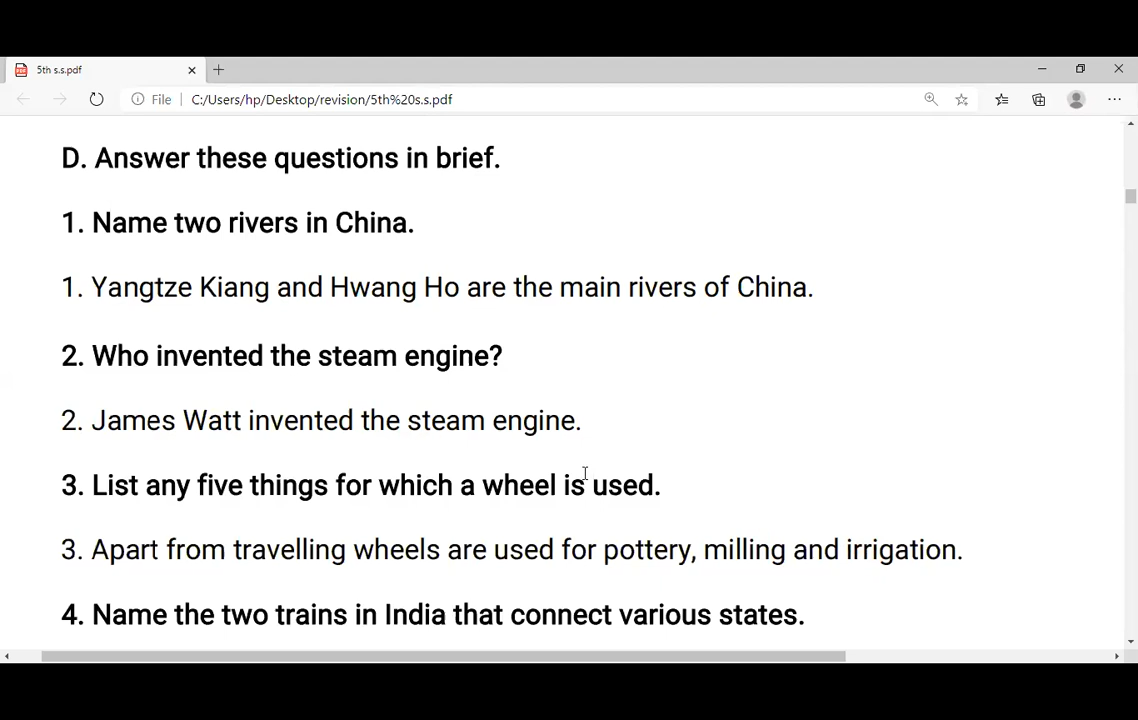 5th s.s.pdf
File C:/Users/hp/Desktop/revision/5th%20s.s.pdf
D. Answer these questions in brief.
1. Name two rivers in China.
1. Yangtze Kiang and Hwang Ho are the main rivers of China.
2. Who invented the steam engine?
2. James Watt invented the steam engine.
3. List any five things for which a wheel is used.
3. Apart from travelling wheels are used for pottery, milling and irrigation.
4. Name the two trains in India that connect various states.